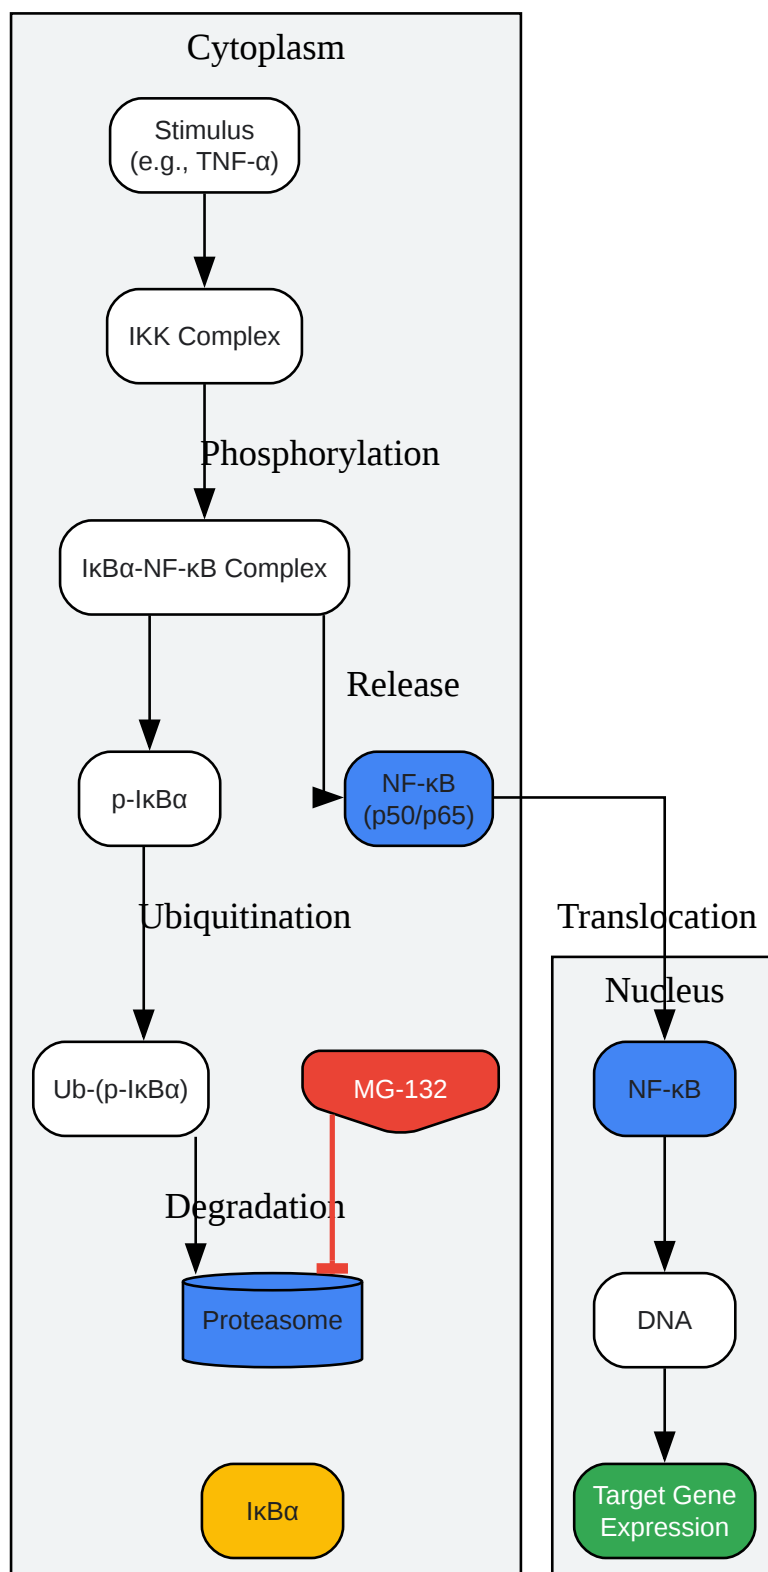 Cytoplasm
Stimulus
(e.g., TNF-α)
IKK Complex
Phosphorylation
IκBα-NF-κB Complex
Release
p-IκBα
NF-κB
(p50/p65)
Ubiquitination
Translocation
Nucleus
Ub-(p-IκBα)
MG-132
NF-κB
Degradation
Proteasome
DNA
IκBα
Target Gene
Expression